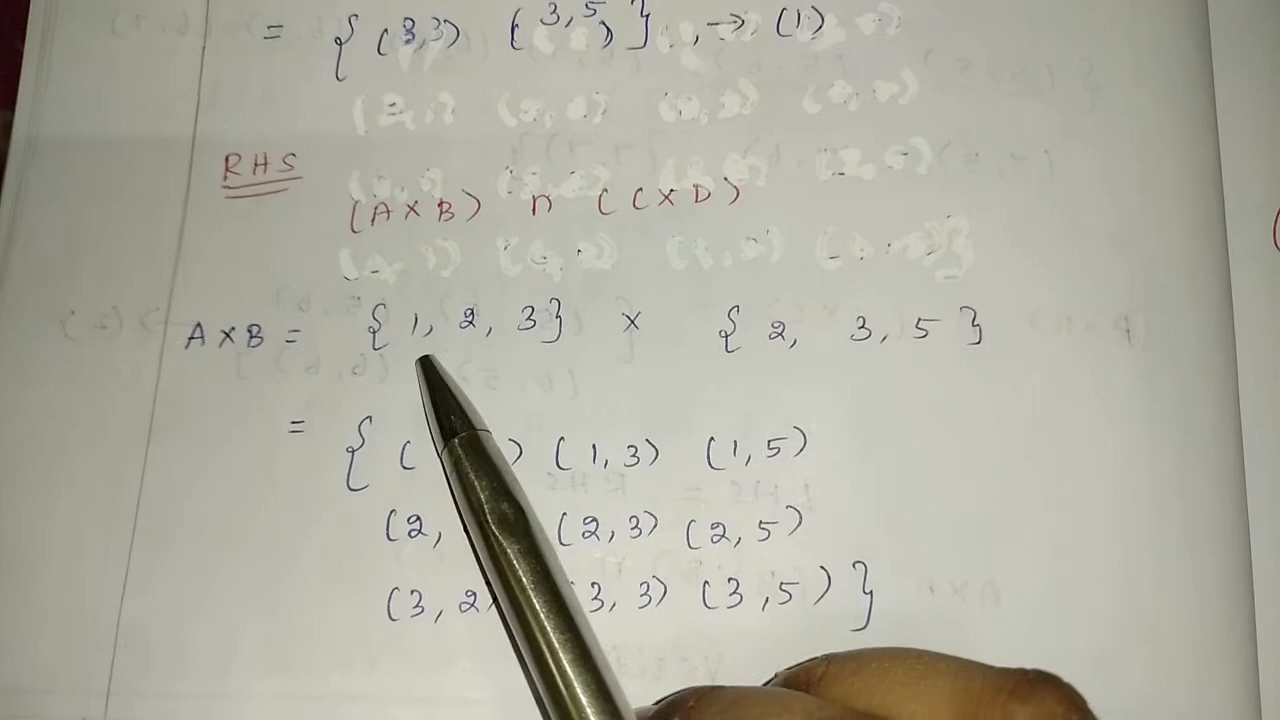 = { (3,3) (3,5) } → (1)
RHS
(A×B) ∩ (C×D)
A×B = {1, 2, 3} × { 2, 3, 5 }
= { ( ) (1,3) (1,5)
(2, (2,3) (2,5)
(3,2) 3,3) (3,5) }